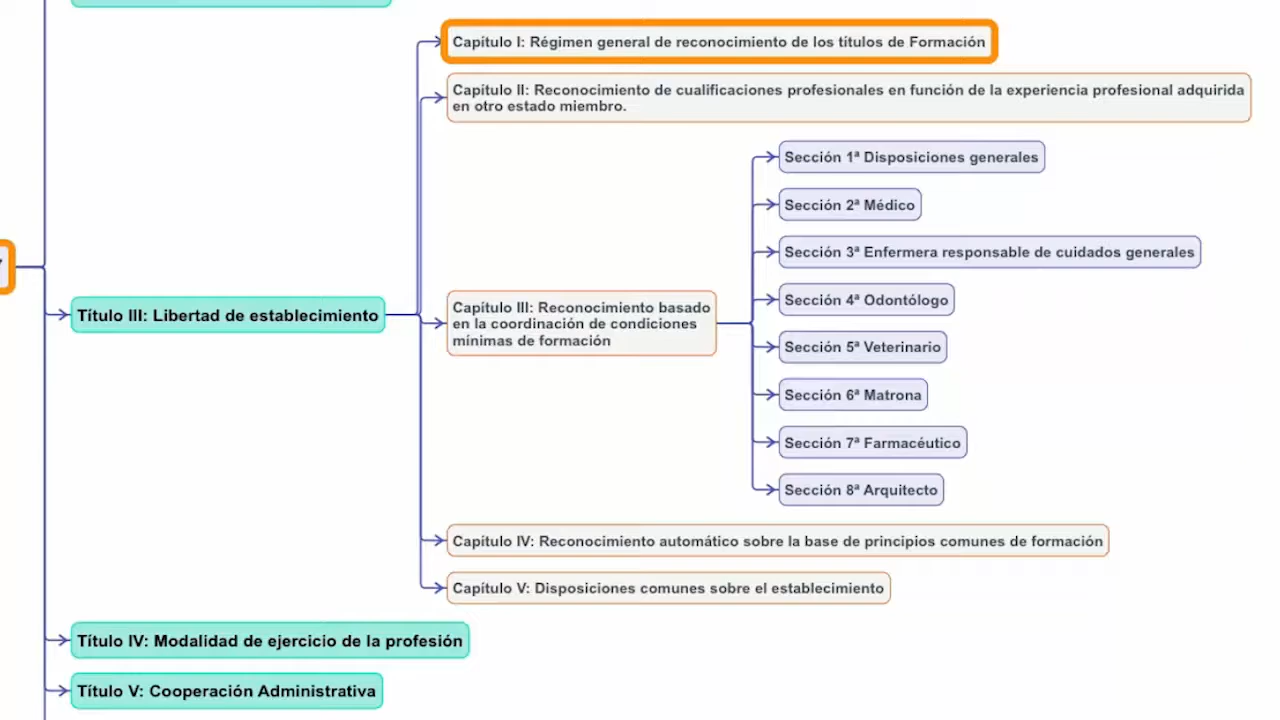 Capítulo I: Régimen general de reconocimiento de los títulos de Formación
Capítulo II: Reconocimiento de cualificaciones profesionales en función de la experiencia profesional adquirida
en otro estado miembro.
Sección 1ª Disposiciones generales
Sección 2ª Médico
Sección 3ª Enfermera responsable de cuidados generales
Sección 4ª Odontólogo
Título III: Libertad de establecimiento
Capítulo III: Reconocimiento basado
en la coordinación de condiciones
mínimas de formación
Sección 5ª Veterinario
Sección 6ª Matrona
Sección 7ª Farmacéutico
Sección 8ª Arquitecto
Capítulo IV: Reconocimiento automático sobre la base de principios comunes de formación
Capítulo V: Disposiciones comunes sobre el establecimiento
Título IV: Modalidad de ejercicio de la profesión
Título V: Cooperación Administrativa